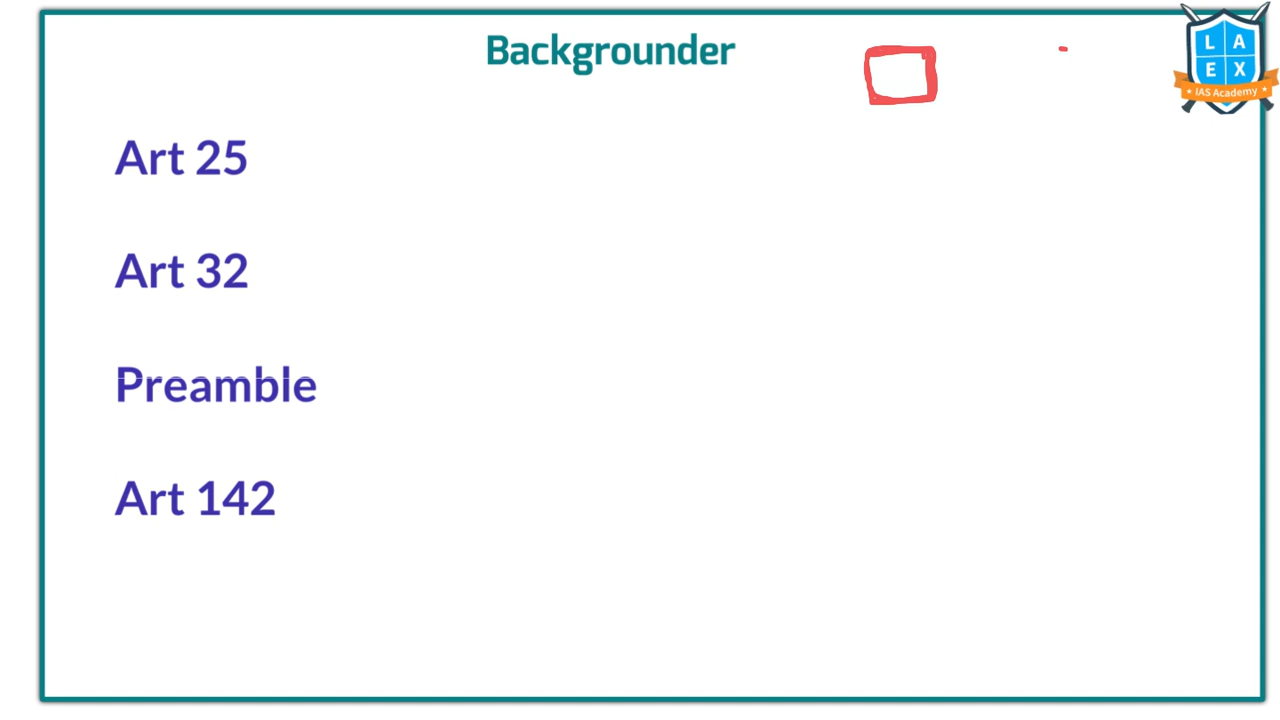 Backgrounder
L A
E X
IAS Academy
Art 25
Art 32
Preamble
Art 142